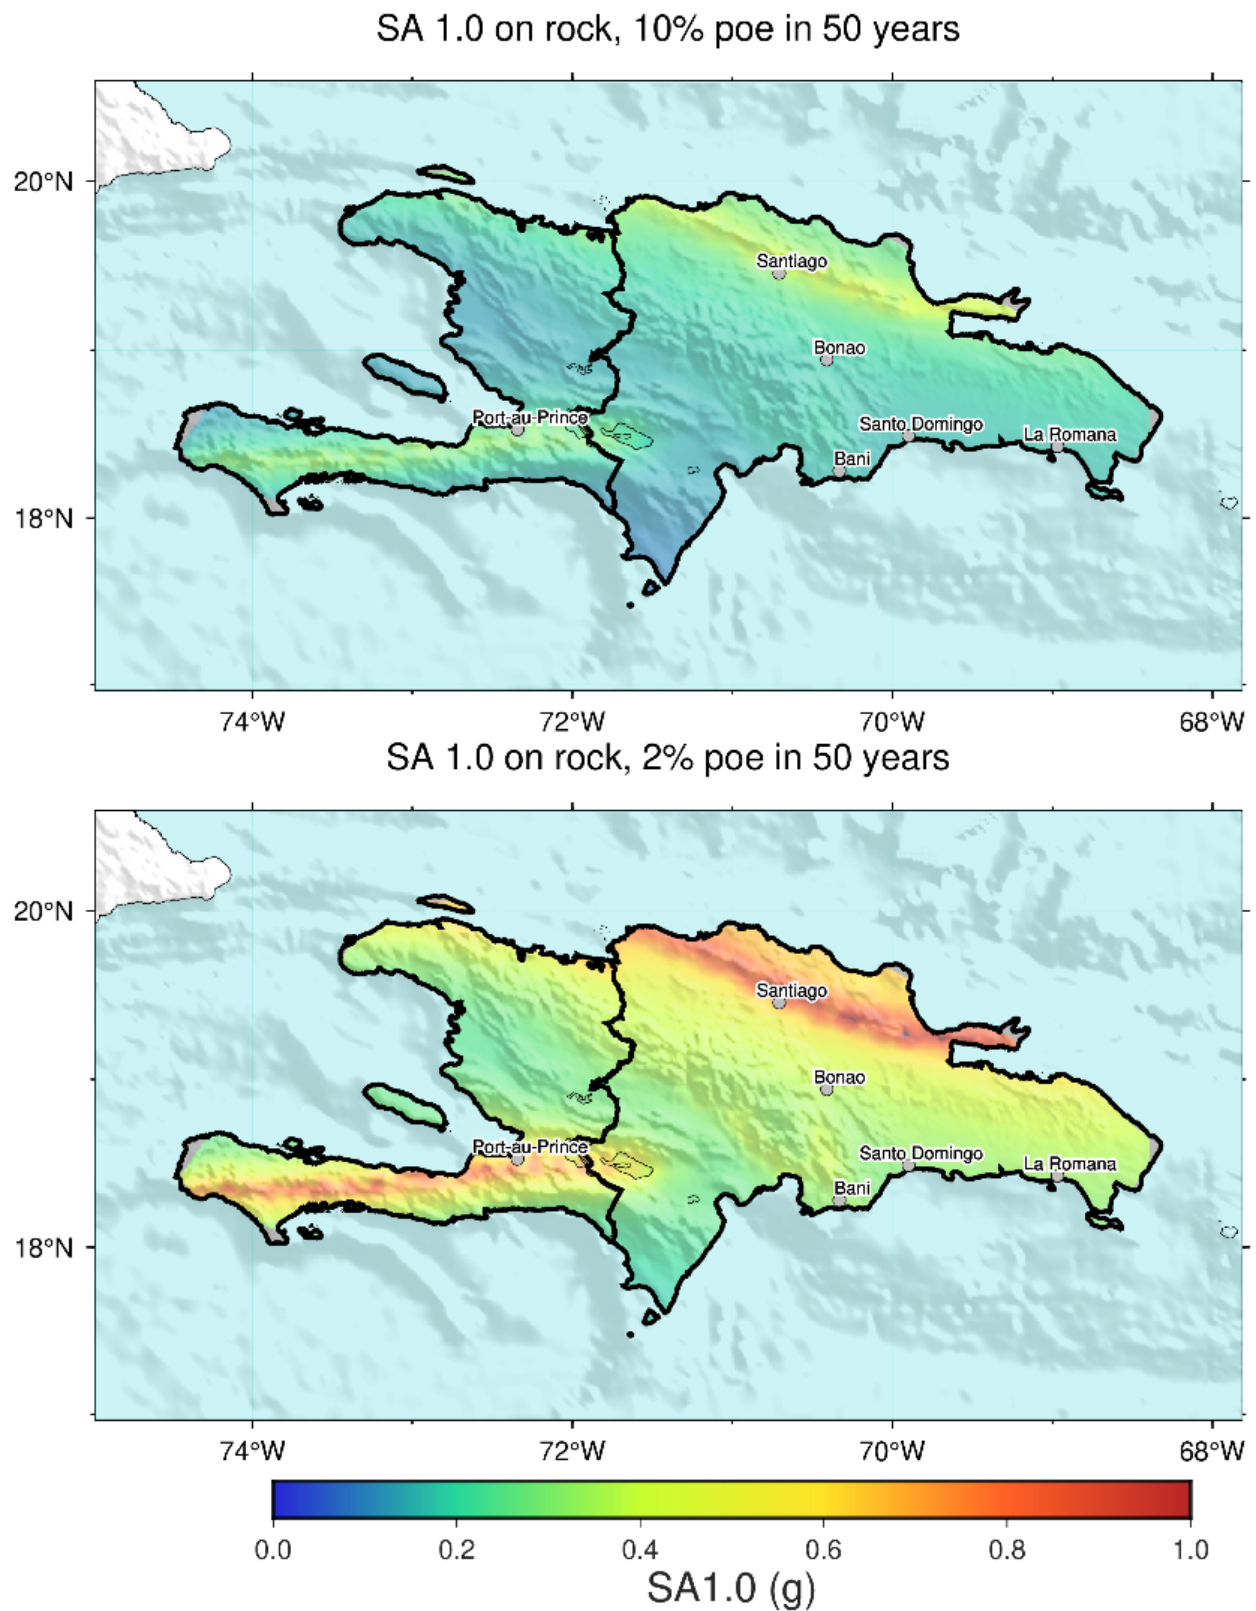 SA 1.0 on rock, 10% poe in 50 years
20°N
Santiago
Bonao
Port-au-Prince
Santo Domingo
La Romana
Bani
18°N
74°W 72°W 70°W 68°W
SA 1.0 on rock, 2% poe in 50 years
20°N
Santiago
Bonao
Port-au-Prince
Santo Domingo
La Romana
Bani
18°N
74°W 72°W 70°W 68°W
0.0 0.2 0.4 0.6 0.8 1.0
SA1.0 (g)